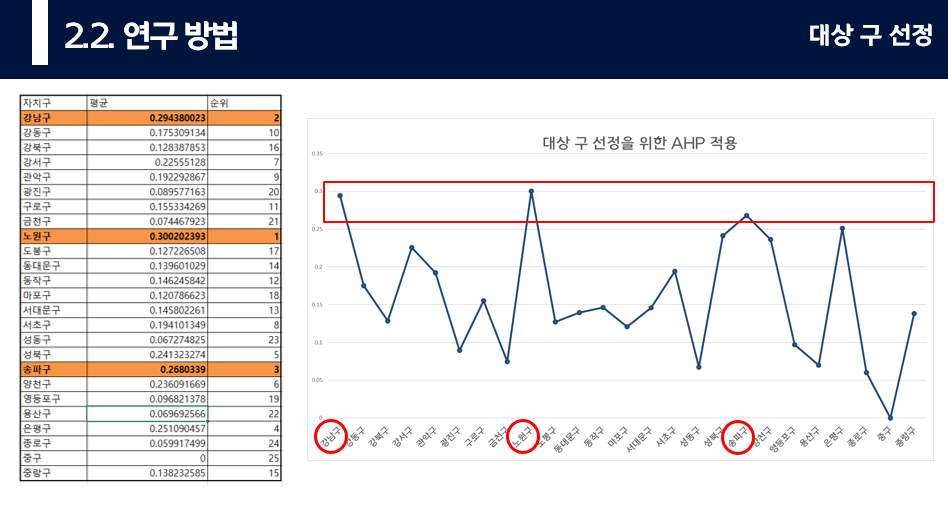 2.2. 연구 방법
대상 구 선정
자치구 평균 순위
강남구 0.294380023 2
강동구 0.175309134 10
강북구 0.128387853 16
강서구 0.22555128 7
관악구 0.192292867 9
광진구 0.089577163 20
구로구 0.155334269 11
금천구 0.074467923 21
노원구 0.300202393 1
도봉구 0.127226508 17
동대문구 0.139601029 14
동작구 0.146245842 12
마포구 0.120786623 18
서대문구 0.145802261 13
서초구 0.194101349 8
성동구 0.067274825 23
성북구 0.241323274 5
송파구 0.2680339 3
양천구 0.236091669 6
영등포구 0.096821378 19
용산구 0.069692566 22
은평구 0.251090457 4
종로구 0.059917499 24
중구 0 25
중랑구 0.138232585 15
대상 구 선정을 위한 AHP 적용
0.35
0.3
0.25
0.2
0.15
0.1
0.05
0
강남구 강동구 강북구 강서구 관악구 광진구 구로구 금천구 노원구 도봉구 동대문구 동작구 마포구 서대문구 서초구 성동구 성북구 송파구 양천구 영등포구 용산구 은평구 종로구 중구 중랑구